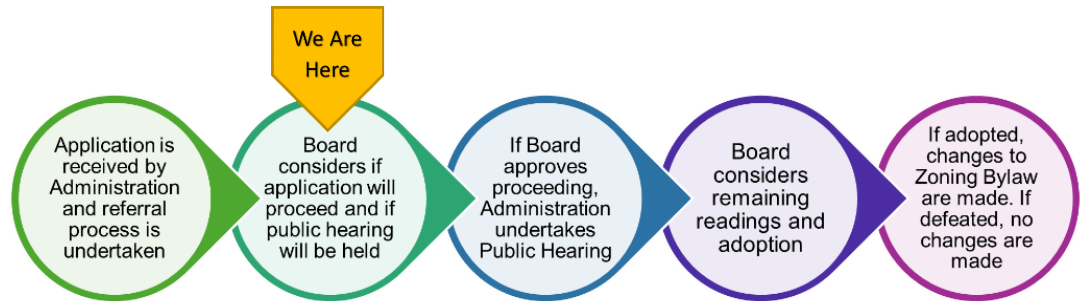 We Are
Here
Application is
received by
Administration
and referral
process is
undertaken
Board
considers if
application will
proceed and if
public hearing
will be held
If Board
approves
proceeding,
Administration
undertakes
Public Hearing
Board
considers
remaining
readings and
adoption
If adopted,
changes to
Zoning Bylaw
are made. If
defeated, no
changes are
made